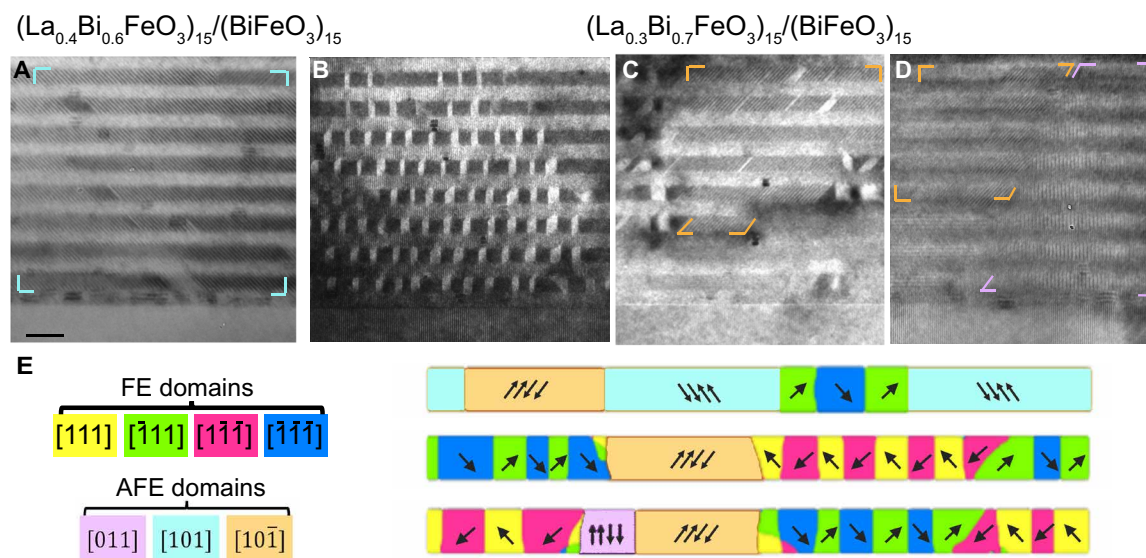 (La₀.₄Bi₀.₆FeO₃)₁₅/(BiFeO₃)₁₅
(La₀.₃Bi₀.₇FeO₃)₁₅/(BiFeO₃)₁₅
A
B
C
D
E
FE domains
[111] [1̄11] [11̄1̄] [1̄1̄1̄]
AFE domains
[011] [101] [101̄]